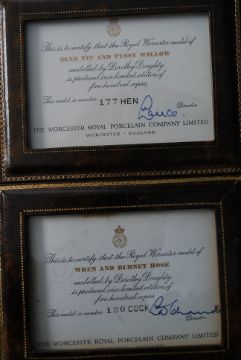 This is to certify that the Royal Worcester model of
BLUE TIT AND PUSSY WILLOW
modelled by Dorothy Doughty
is produced in a limited edition of
five hundred copies
This model is number 177 HEN
Director
THE WORCESTER ROYAL PORCELAIN COMPANY LIMITED
WORCESTER · ENGLAND
This is to certify that the Royal Worcester model of
WREN AND BURNET ROSE
modelled by Dorothy Doughty
is produced in a limited edition of
five hundred copies
This model is number 120 COCK
Director
THE WORCESTER ROYAL PORCELAIN COMPANY LIMITED